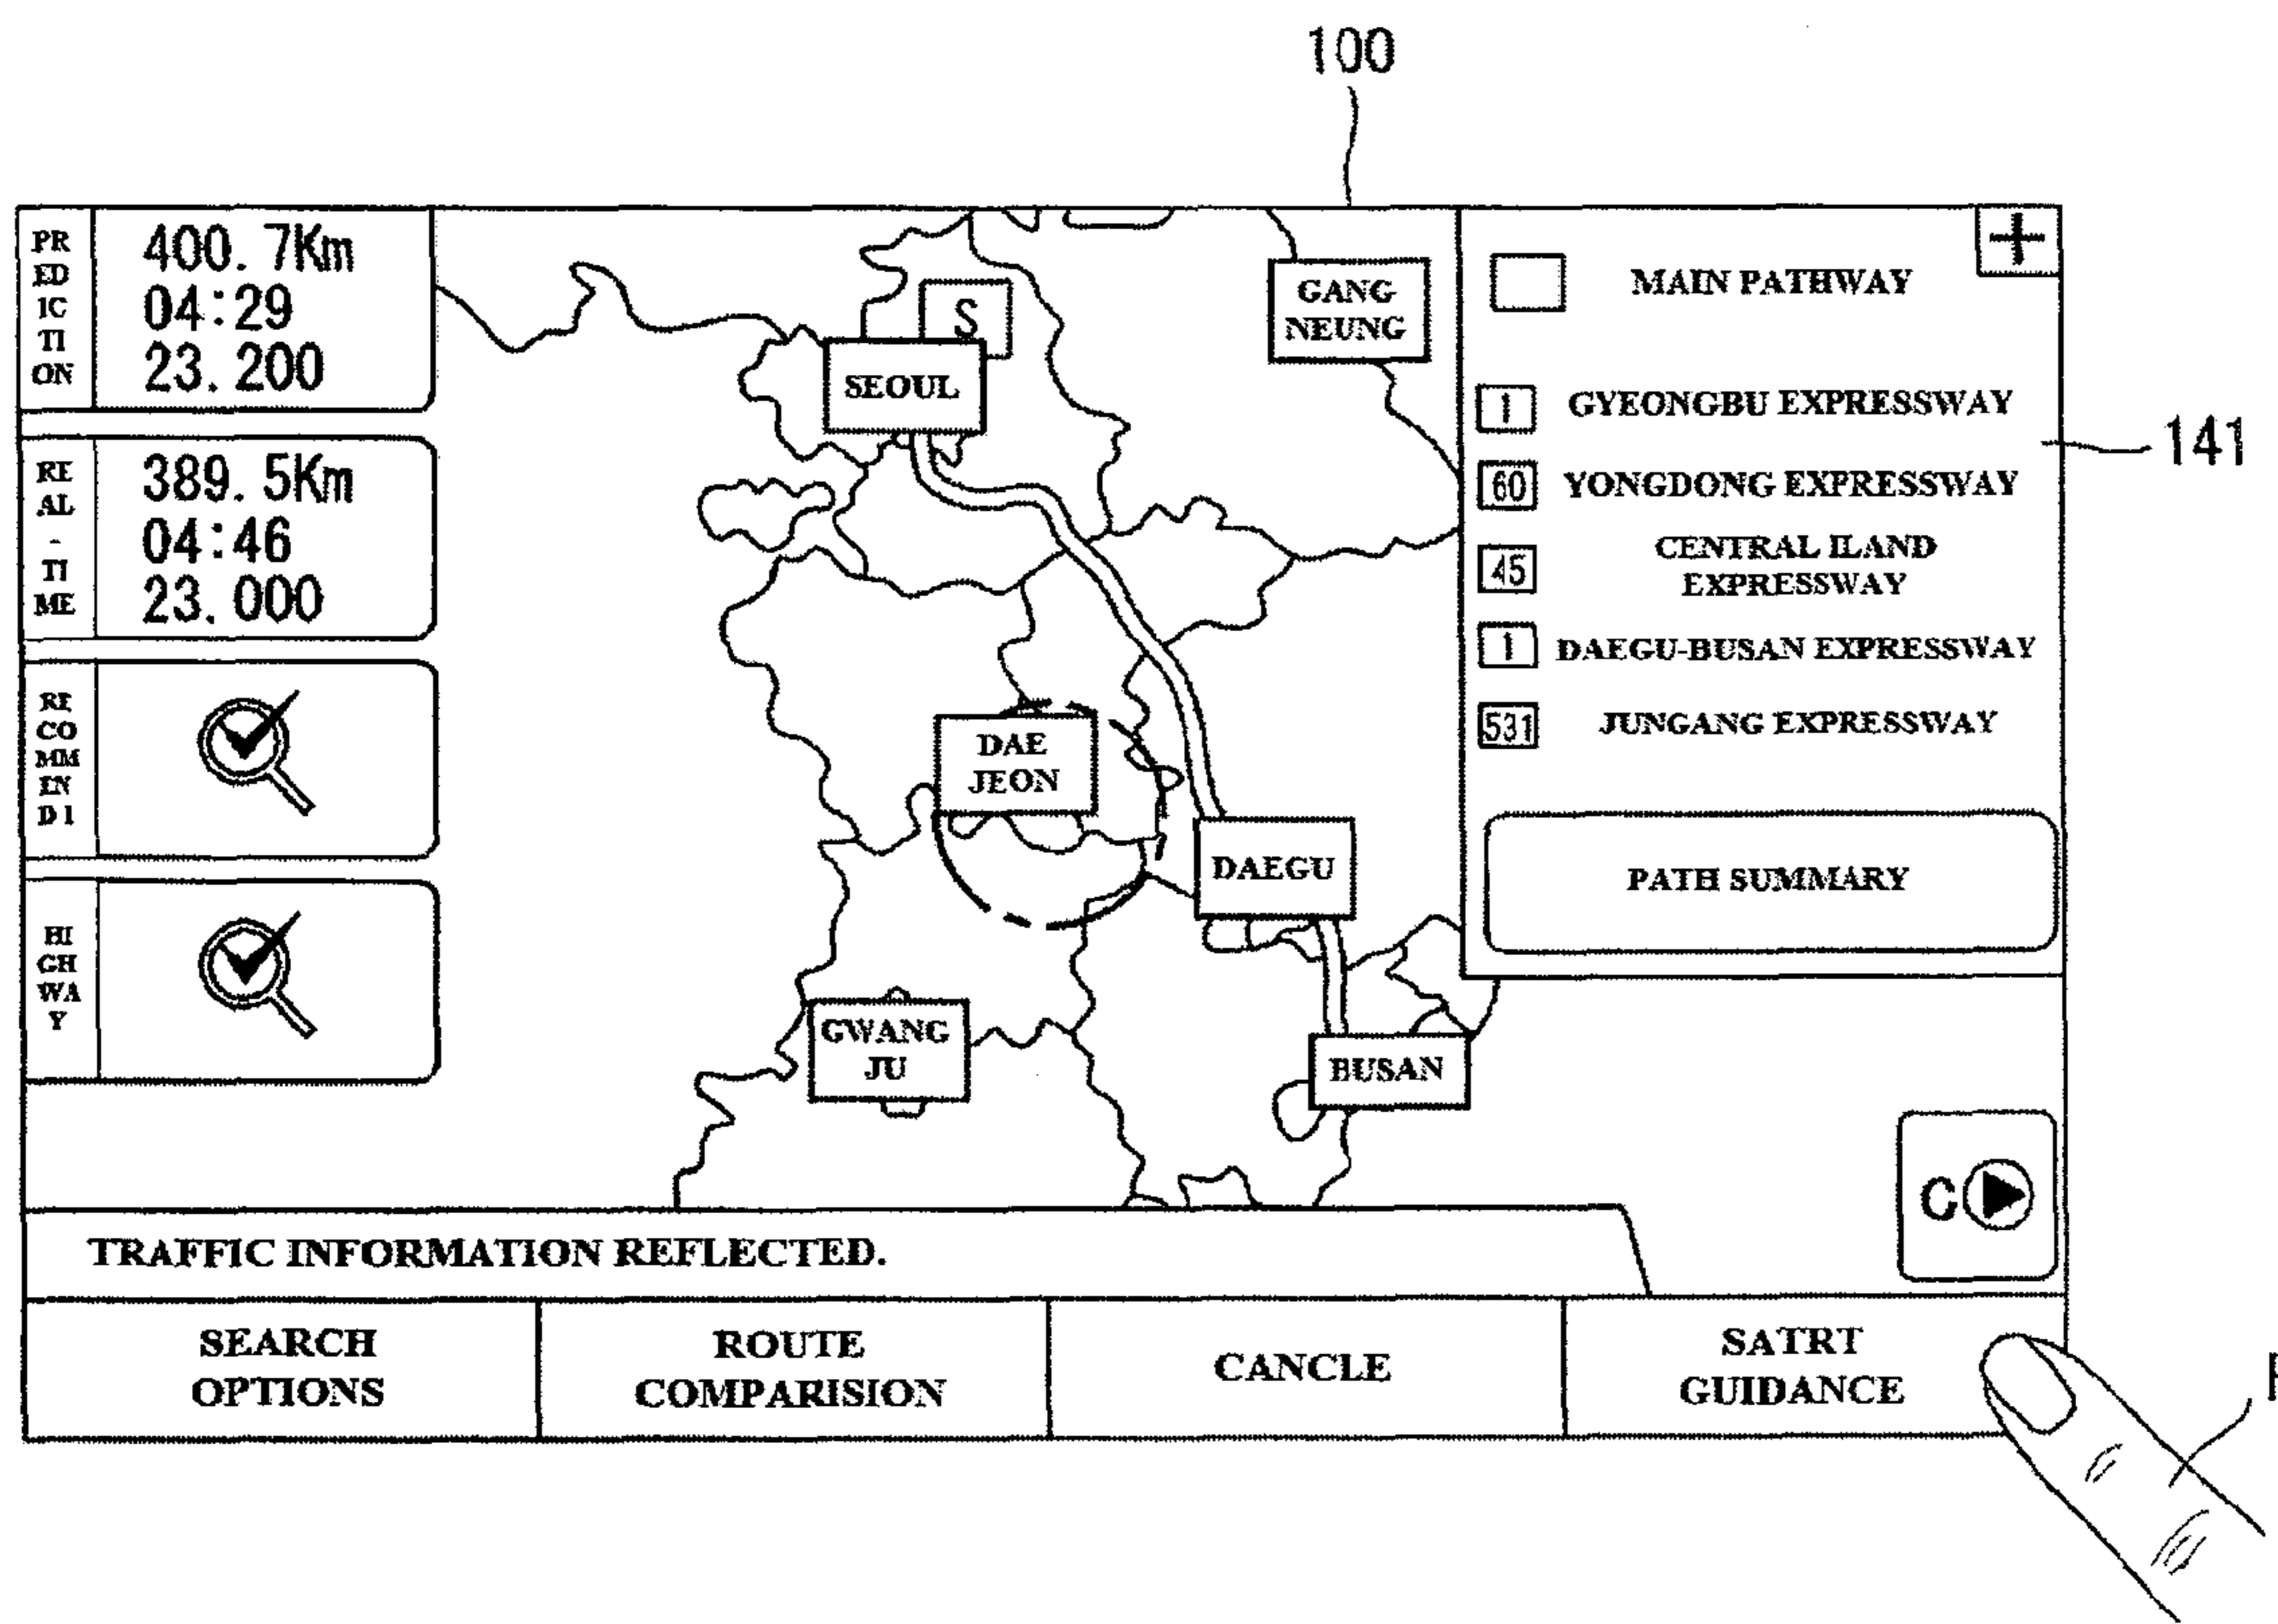 100
PR
ED
IC
TI
ON
400.7Km
04:29
23.200
RE
AL
-
TI
ME
389.5Km
04:46
23.000
RE
CO
MM
EN
D 1
HI
GH
WA
Y
S
SEOUL
GANG
NEUNG
DAE
JEON
DAEGU
GWANG
JU
BUSAN
+
MAIN PATHWAY
1 GYEONGBU EXPRESSWAY
60 YONGDONG EXPRESSWAY
45 CENTRAL ILAND
EXPRESSWAY
1 DAEGU-BUSAN EXPRESSWAY
531 JUNGANG EXPRESSWAY
PATH SUMMARY
141
C
TRAFFIC INFORMATION REFLECTED.
SEARCH
OPTIONS
ROUTE
COMPARISION
CANCLE
SATRT
GUIDANCE